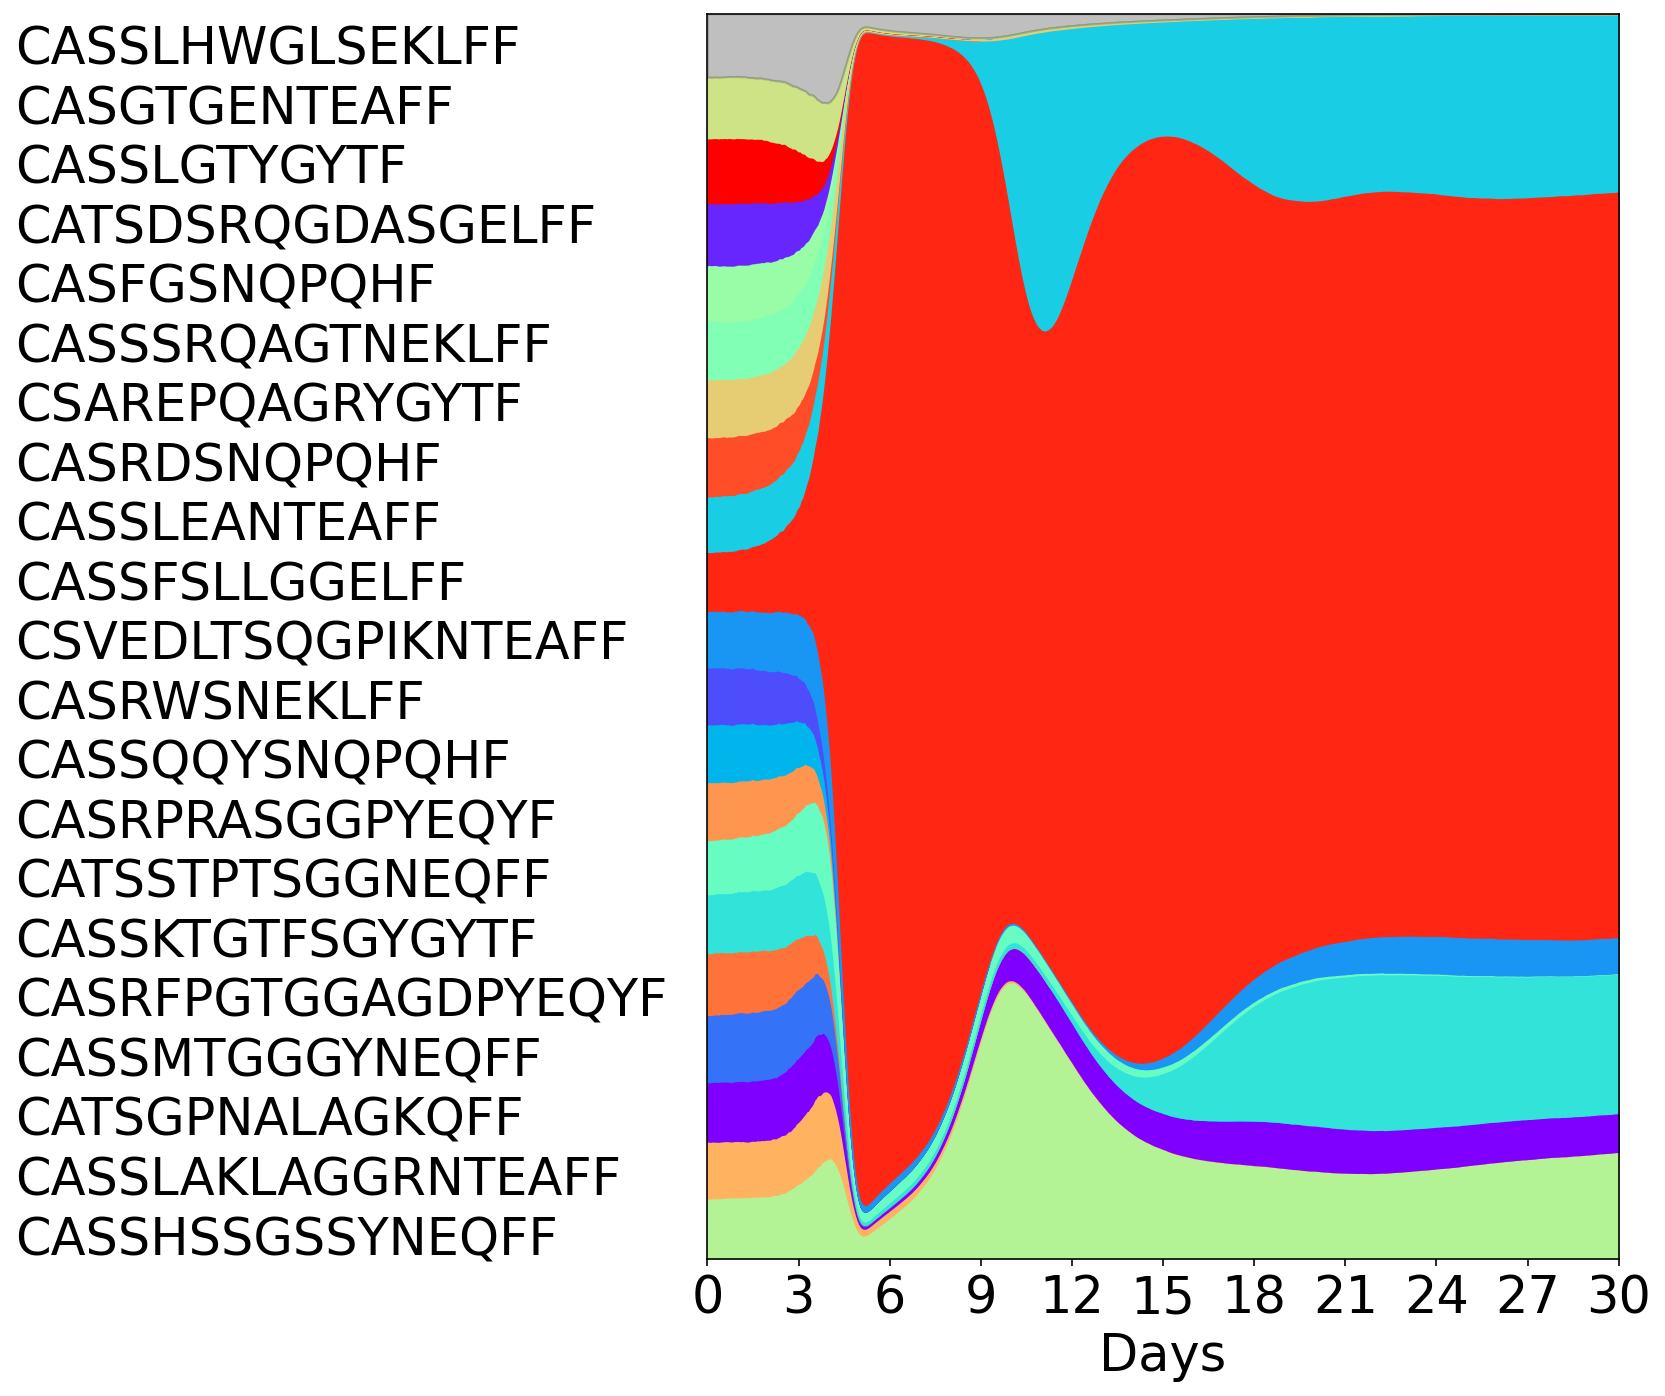 CASSLHWGLSEKLFF
CASGTGENTEAFF
CASSLGTYGYTF
CATSDSRQGDASGELFF
CASFGSNQPQHF
CASSSRQAGTNEKLFF
CSAREPQAGRYGYTF
CASRDSNQPQHF
CASSLEANTEAFF
CASSFSLLGGELFF
CSVEDLTSQGPIKNTEAFF
CASRWSNEKLFF
CASSQQYSNQPQHF
CASRPRASGGPYEQYF
CATSSTPTSGGNEQFF
CASSKTGTFSGYGYTF
CASRFPGTGGAGDPYEQYF
CASSMTGGGYNEQFF
CATSGPNALAGKQFF
CASSLAKLAGGRNTEAFF
CASSHSSGSSYNEQFF
0 3 6 9 12 15 18 21 24 27 30
Days